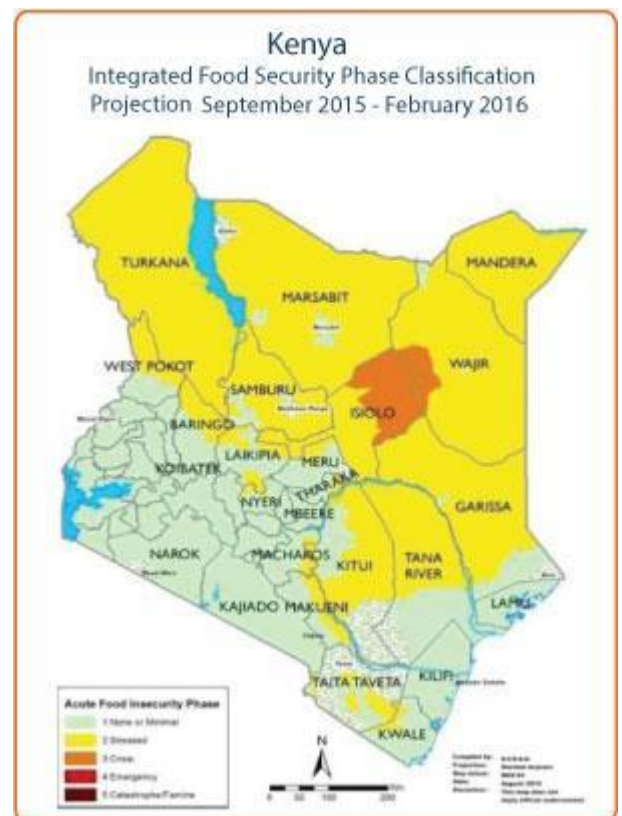 Kenya
Integrated Food Security Phase Classification
Projection September 2015 - February 2016
TURKANA
MANDERA
MARSABIT
WAJIR
WEST POKOT
SAMBURU
ISIOLO
BARINGO
LAIKIPIA
MERU
KOIBATEK
THARAKA
NYERI
GARISSA
MBEERE
NAROK
MACHAKOS
KITUI
TANA
RIVER
LAMU
KAJIADO
MAKUENI
KILIFI
TAITA TAVETA
KWALE
Acute Food Insecurity Phase
1 None or Minimal
2 Stressed
3 Crisis
4 Emergency
5 Catastrophe/Famine
N
0
100
200